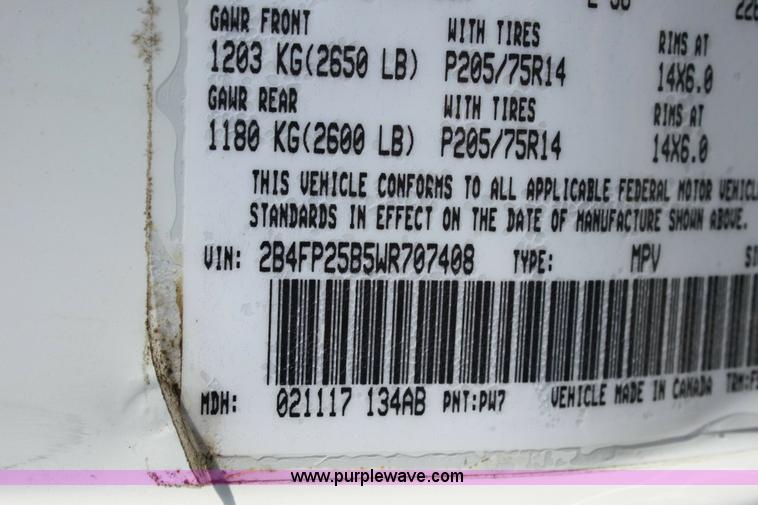 GAWR FRONT WITH TIRES RIMS AT
1203 KG(2650 LB) P205/75R14 14X6.0
GAWR REAR WITH TIRES RIMS AT
1180 KG(2600 LB) P205/75R14 14X6.0
THIS VEHICLE CONFORMS TO ALL APPLICABLE FEDERAL MOTOR VEHICL
STANDARDS IN EFFECT ON THE DATE OF MANUFACTURE SHOWN ABOVE.
VIN: 2B4FP25B5WR707408 TYPE: MPV
MDH: 021117 134AB PNT:PW7 VEHICLE MADE IN CANADA TRM:F
www.purplewave.com